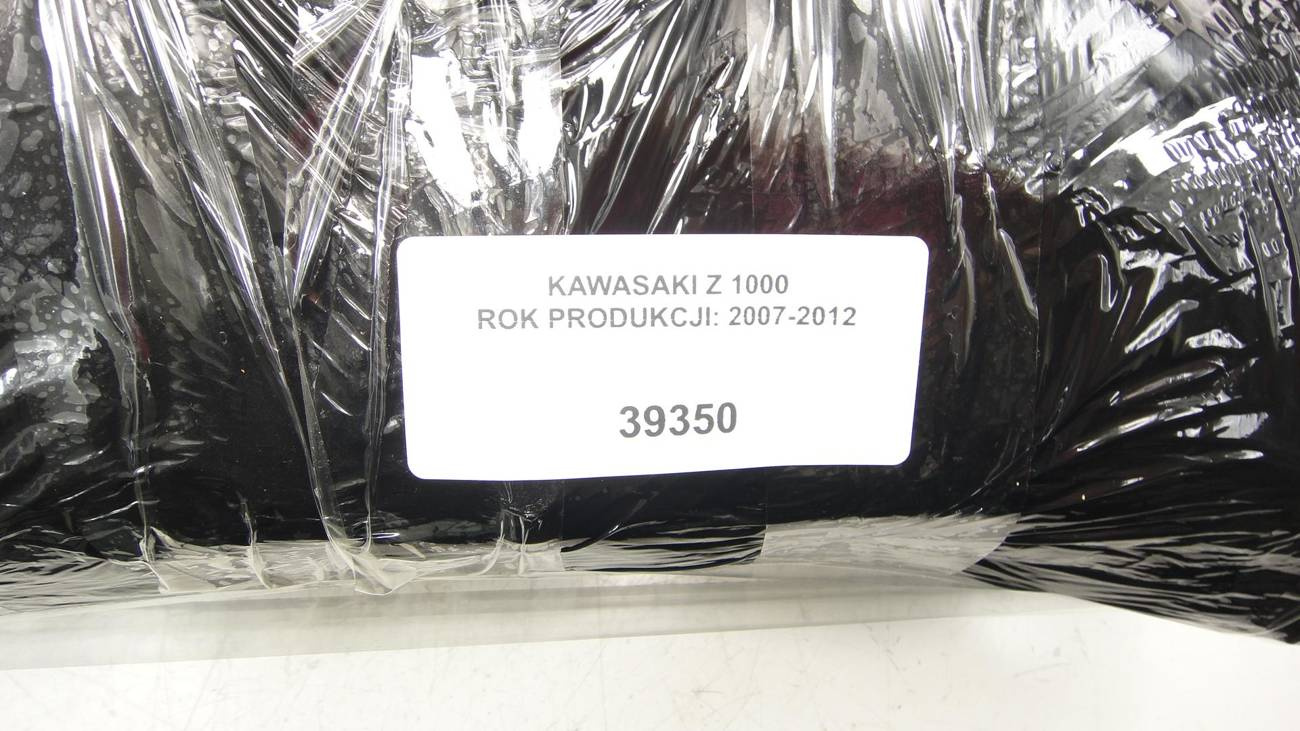 KAWASAKI Z 1000
ROK PRODUKCJI: 2007-2012
39350